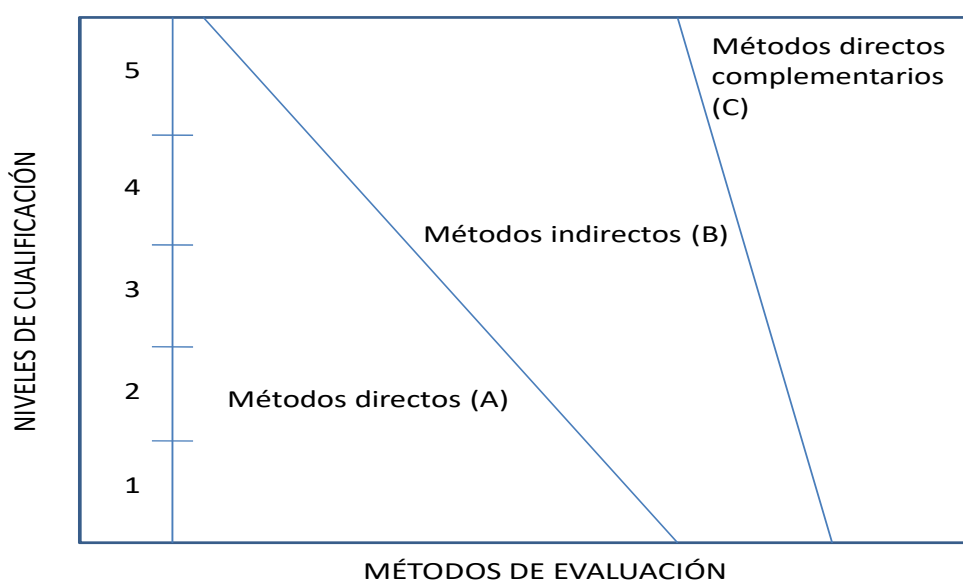 NIVELES DE CUALIFICACIÓN
5
4
3
2
1
Métodos directos
complementarios
(C)
Métodos indirectos (B)
Métodos directos (A)
MÉTODOS DE EVALUACIÓN